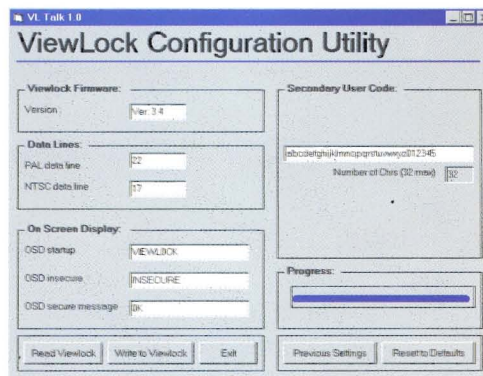 VL Talk 1.0
ViewLock Configuration Utility
Viewlock Firmware:
Version
Ver. 3.4
Data Lines:
PAL data line
22
NTSC data line
17
On Screen Display:
OSD startup
VIEWLOCK
OSD insecure
INSECURE
OSD secure message
OK
Secondary User Code:
Number of Chrs (32 max)
32
Progress:
Read Viewlock
Write to Viewlock
Exit
Previous Settings
Reset to Defaults